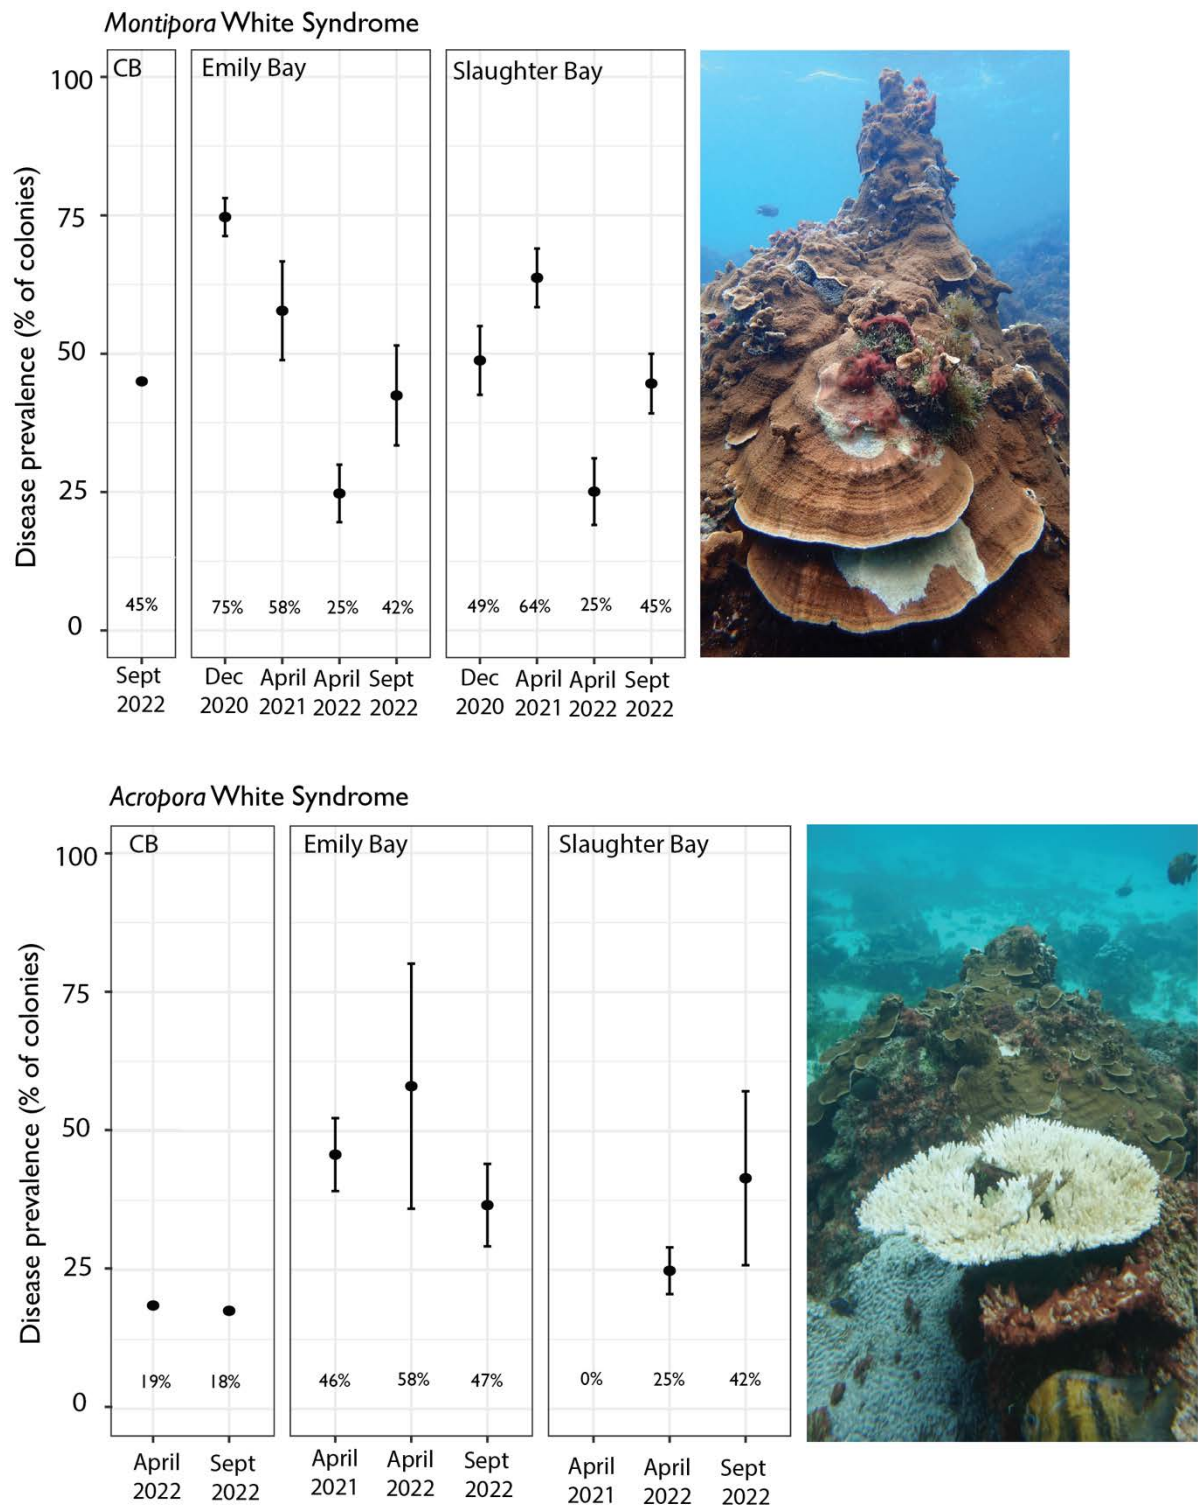 Montipora White Syndrome
CB
Emily Bay
Slaughter Bay
Disease prevalence (% of colonies)
100
75
50
25
0
45%
75%
58%
25%
42%
49%
64%
25%
45%
Sept
2022
Dec
2020
April
2021
April
2022
Sept
2022
Dec
2020
April
2021
April
2022
Sept
2022
Acropora White Syndrome
CB
Emily Bay
Slaughter Bay
Disease prevalence (% of colonies)
100
75
50
25
0
19%
18%
46%
58%
47%
0%
25%
42%
April
2022
Sept
2022
April
2021
April
2022
Sept
2022
April
2021
April
2022
Sept
2022